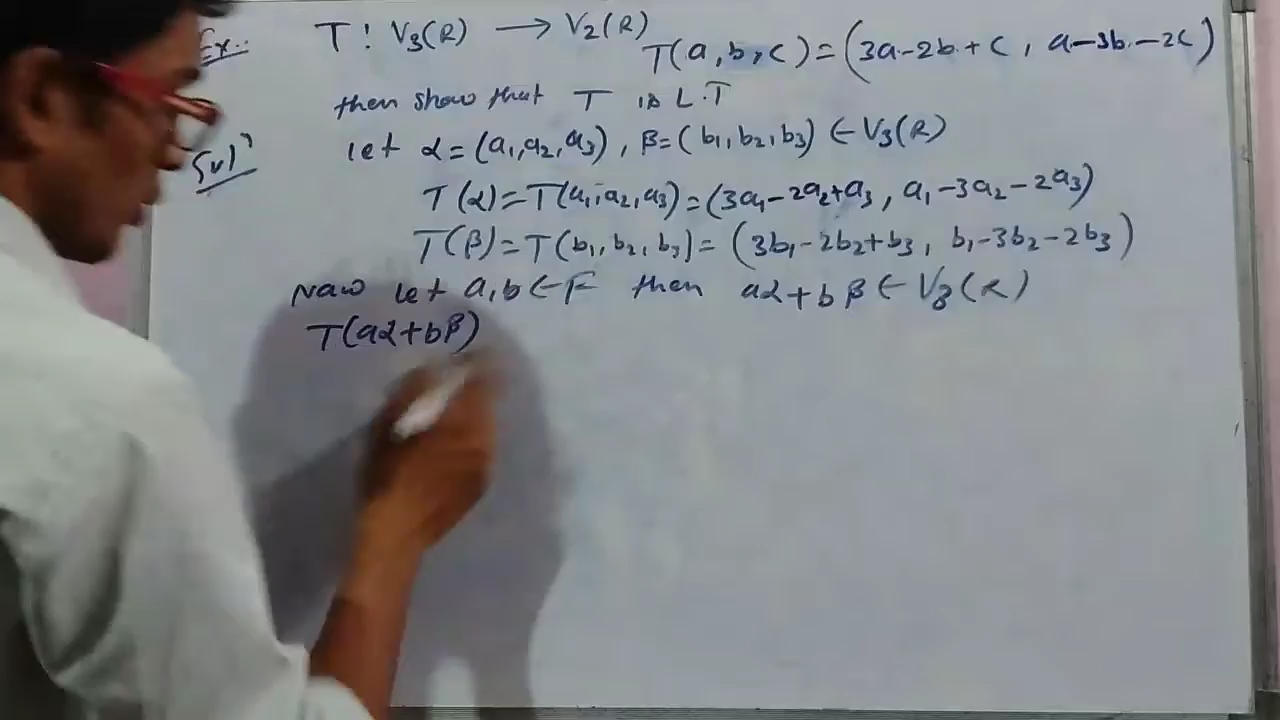 Ex.. T : V₃(R) → V₂(R) T(a, b, c) = (3a-2b+c, a-3b-2c)
then show that T is L.T
Solⁿ let α = (a₁, a₂, a₃), β = (b₁, b₂, b₃) ∈ V₃(R)
T(α) = T(a₁, a₂, a₃) = (3a₁-2a₂+a₃, a₁-3a₂-2a₃)
T(β) = T(b₁, b₂, b₃) = (3b₁-2b₂+b₃, b₁-3b₂-2b₃)
Now let a, b ∈ F then aα+bβ ∈ V₃(R)
T(aα+bβ)